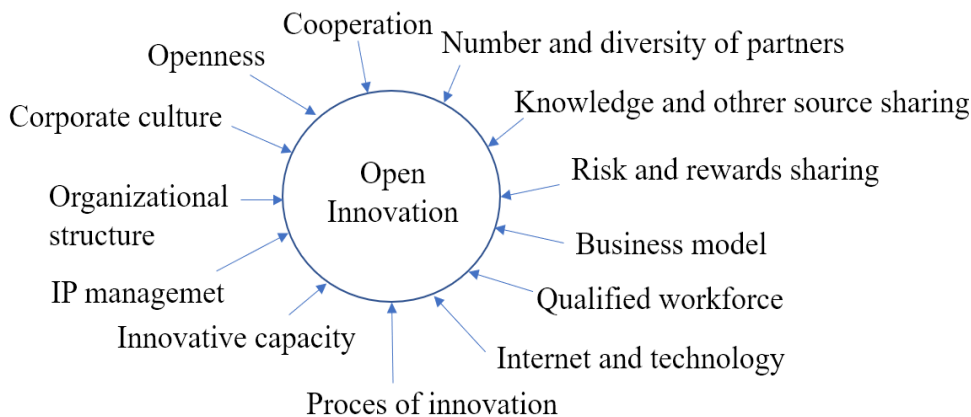 Cooperation
Number and diversity of partners
Openness
Knowledge and othrer source sharing
Corporate culture
Open
Innovation
Risk and rewards sharing
Organizational
structure
Business model
IP managemet
Qualified workforce
Innovative capacity
Internet and technology
Proces of innovation